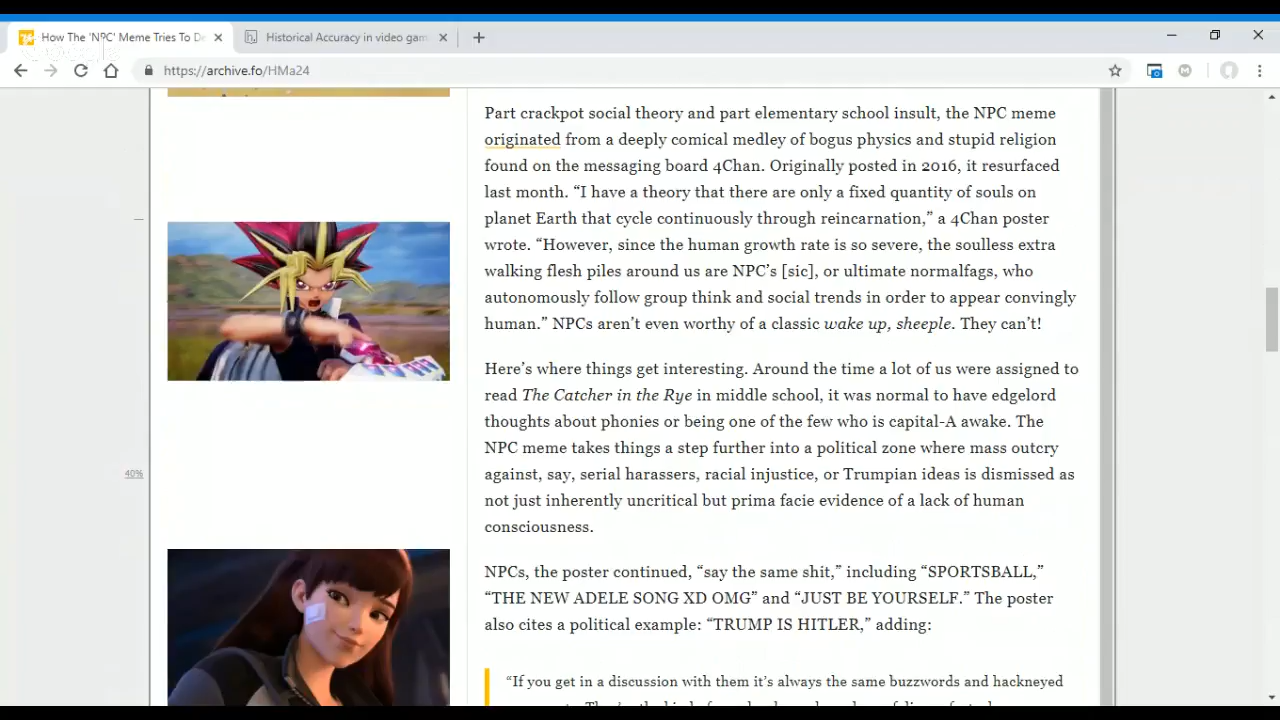 How The 'NPC' Meme Tries To De
Historical Accuracy in video gam
https://archive.fo/HMa24
Part crackpot social theory and part elementary school insult, the NPC meme
originated from a deeply comical medley of bogus physics and stupid religion
found on the messaging board 4Chan. Originally posted in 2016, it resurfaced
last month. “I have a theory that there are only a fixed quantity of souls on
planet Earth that cycle continuously through reincarnation,” a 4Chan poster
wrote. “However, since the human growth rate is so severe, the soulless extra
walking flesh piles around us are NPC’s [sic], or ultimate normalfags, who
autonomously follow group think and social trends in order to appear convingly
human.” NPCs aren’t even worthy of a classic wake up, sheeple. They can’t!
Here’s where things get interesting. Around the time a lot of us were assigned to
read The Catcher in the Rye in middle school, it was normal to have edgelord
thoughts about phonies or being one of the few who is capital-A awake. The
NPC meme takes things a step further into a political zone where mass outcry
against, say, serial harassers, racial injustice, or Trumpian ideas is dismissed as
not just inherently uncritical but prima facie evidence of a lack of human
consciousness.
40%
NPCs, the poster continued, “say the same shit,” including “SPORTSBALL,”
“THE NEW ADELE SONG XD OMG” and “JUST BE YOURSELF.” The poster
also cites a political example: “TRUMP IS HITLER,” adding:
“If you get in a discussion with them it’s always the same buzzwords and hackneyed